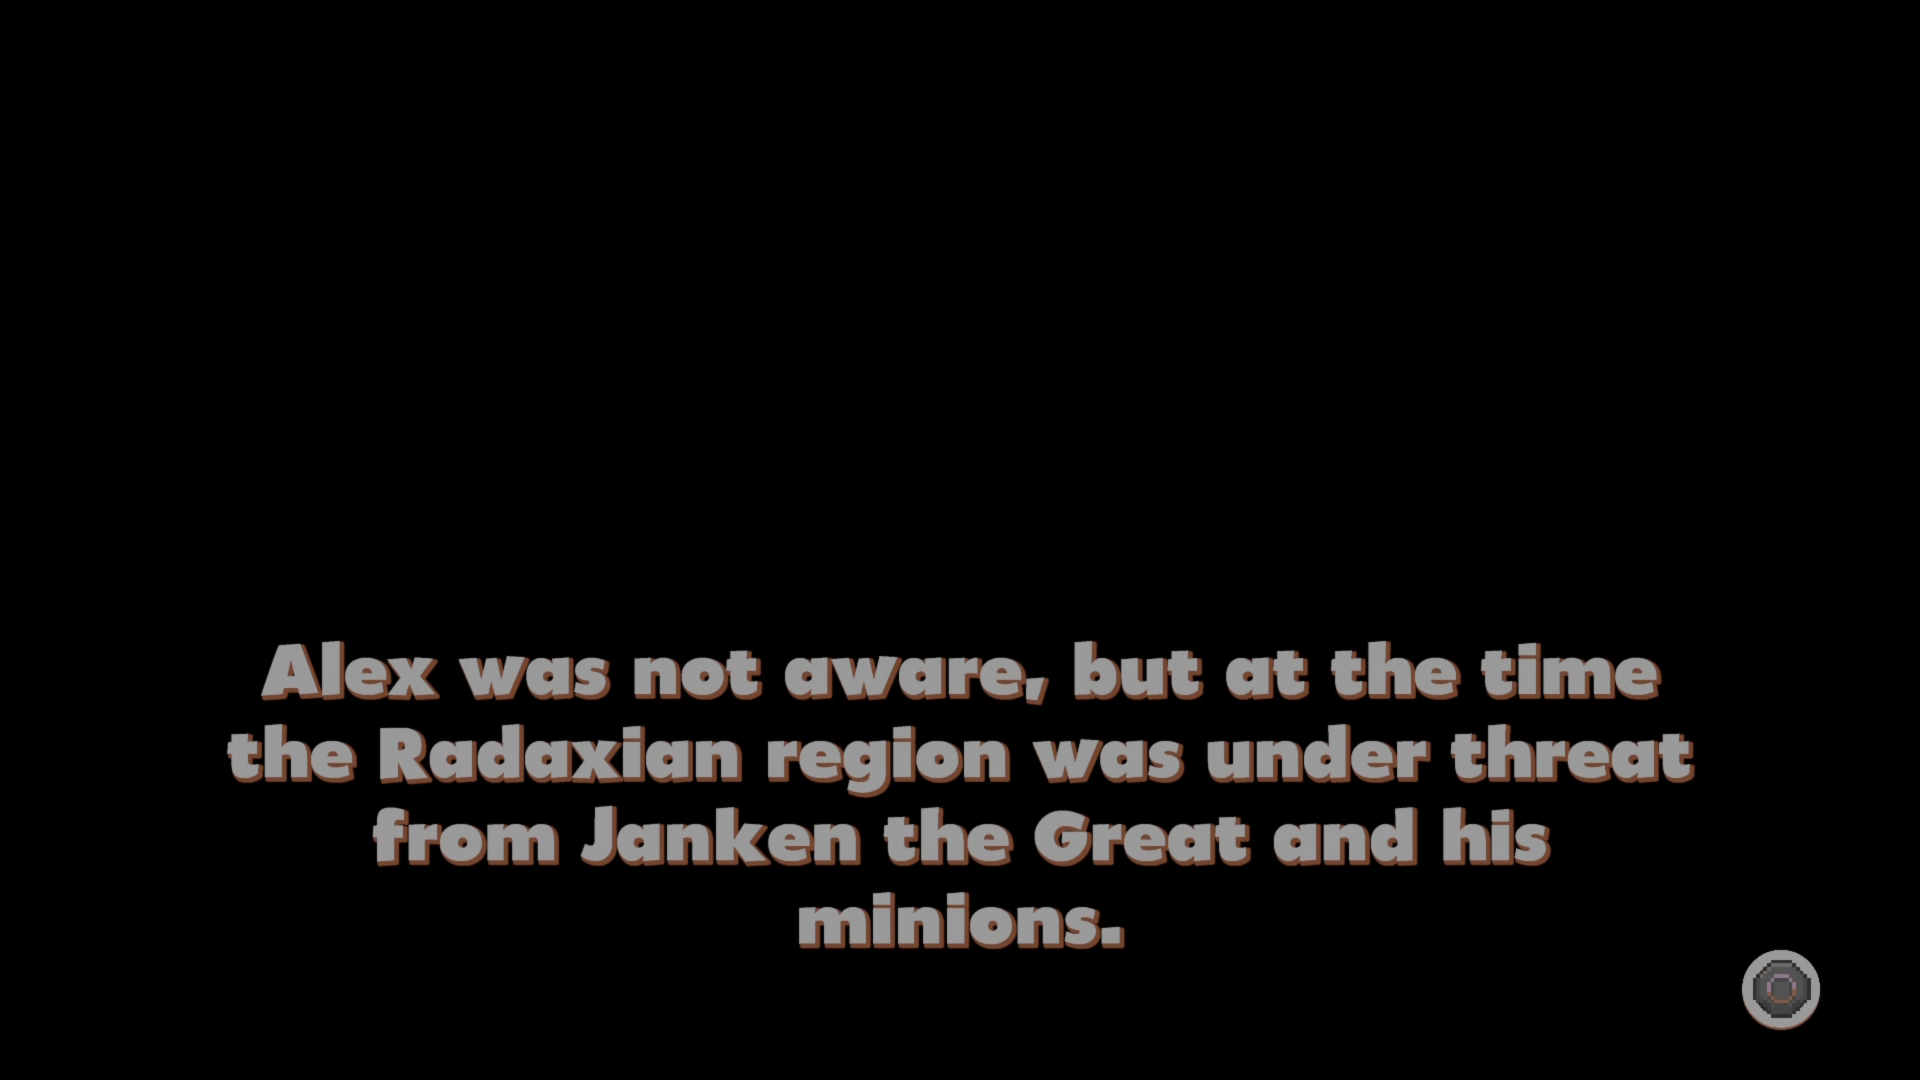 Alex was not aware, but at the time
the Radaxian region was under threat
from Janken the Great and his
minions.